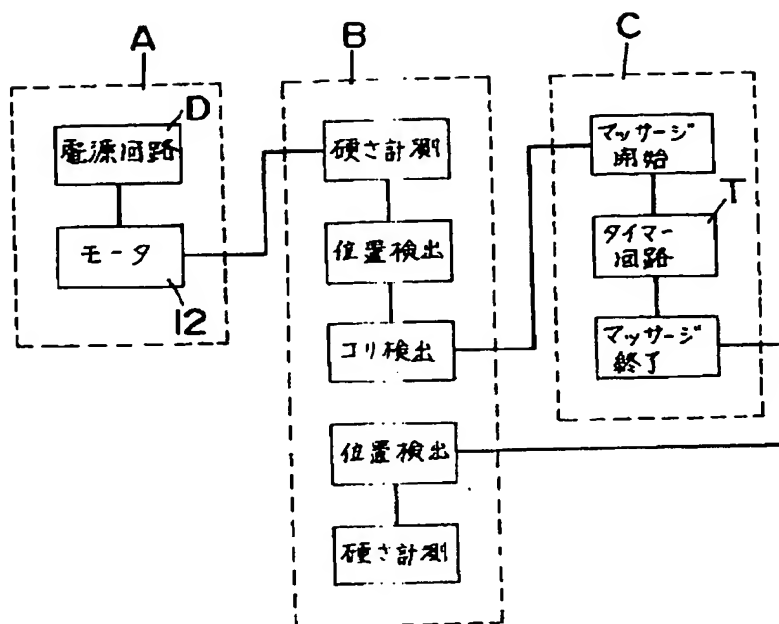 A
D
電源回路
モータ
12
B
硬さ計測
位置検出
コリ検出
位置検出
硬さ計測
C
マッサージ
開始
T
タイマー
回路
マッサージ
終了